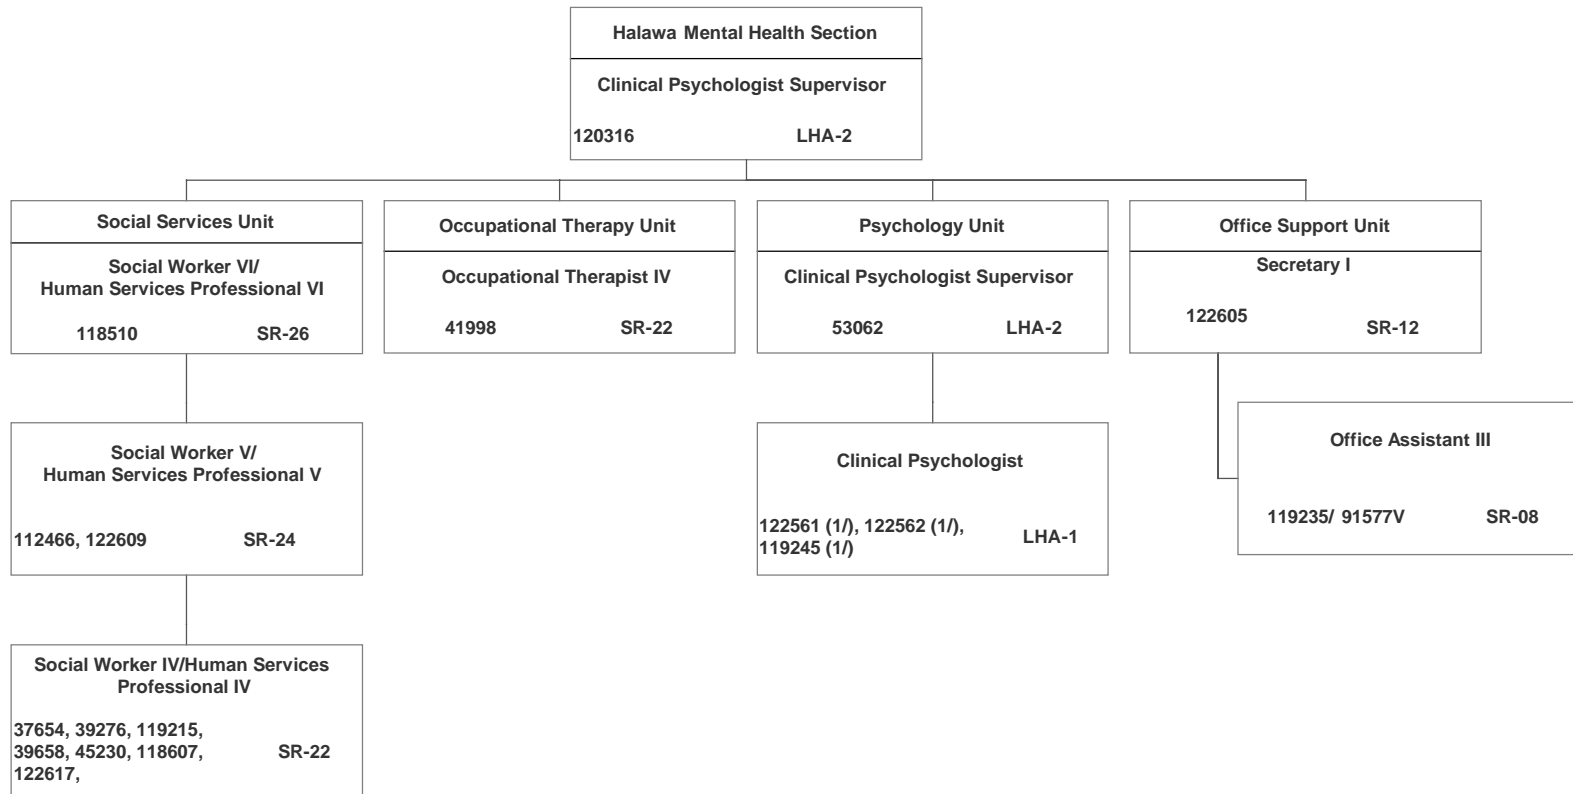 Halawa Mental Health Section
Clinical Psychologist Supervisor
120316 LHA-2
Social Services Unit
Social Worker VI/
Human Services Professional VI
118510 SR-26
Occupational Therapy Unit
Occupational Therapist IV
41998 SR-22
Psychology Unit
Clinical Psychologist Supervisor
53062 LHA-2
Office Support Unit
Secretary I
122605 SR-12
Social Worker V/
Human Services Professional V
112466, 122609 SR-24
Clinical Psychologist
122561 (1/), 122562 (1/),
119245 (1/)
LHA-1
Office Assistant III
119235/ 91577V SR-08
Social Worker IV/Human Services
Professional IV
37654, 39276, 119215,
39658, 45230, 118607,
122617,
SR-22